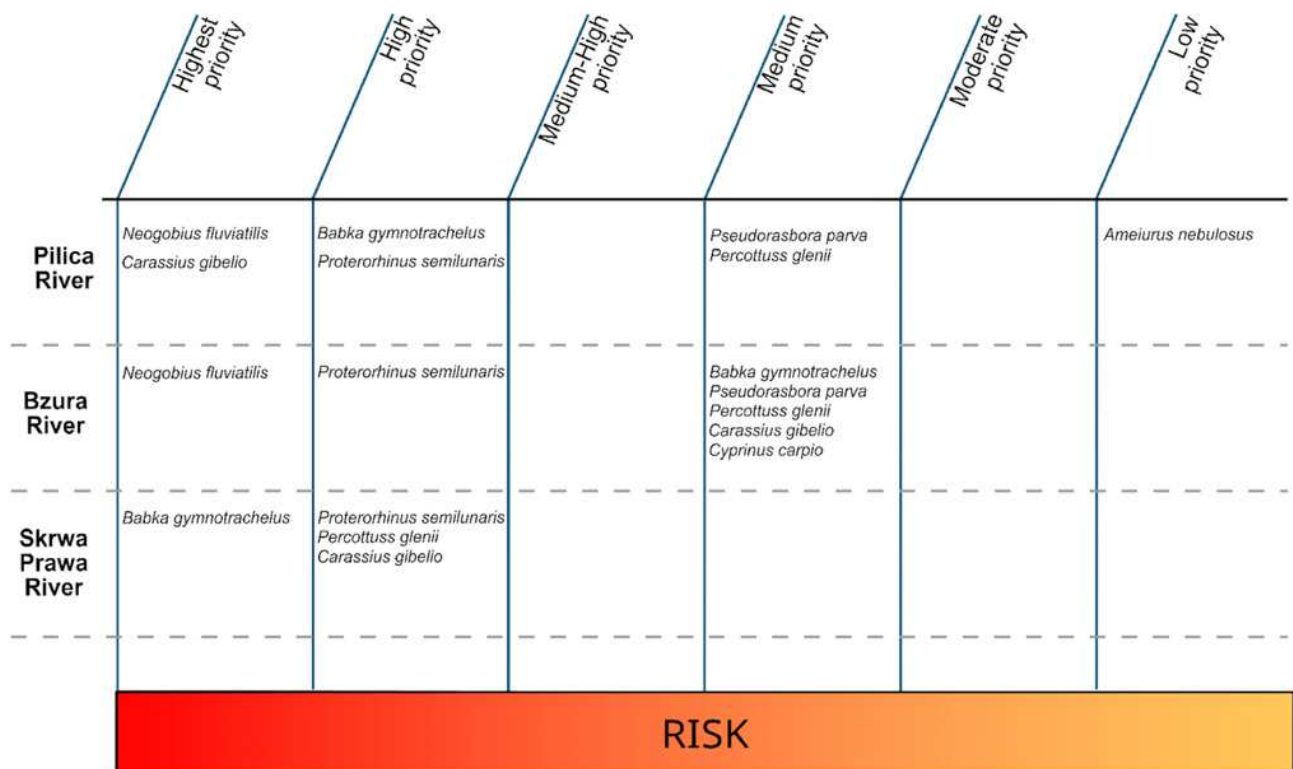 Highest
priority
High
priority
Medium-High
priority
Medium
priority
Moderate
priority
Low
priority
Pilica
River
Neogobius fluviatilis
Carassius gibelio
Babka gymnotrachelus
Proterorhinus semilunaris
Pseudorasbora parva
Percottuss glenii
Ameiurus nebulosus
Bzura
River
Neogobius fluviatilis
Proterorhinus semilunaris
Babka gymnotrachelus
Pseudorasbora parva
Percottuss glenii
Carassius gibelio
Cyprinus carpio
Skrwa
Prawa
River
Babka gymnotrachelus
Proterorhinus semilunaris
Percottuss glenii
Carassius gibelio
RISK